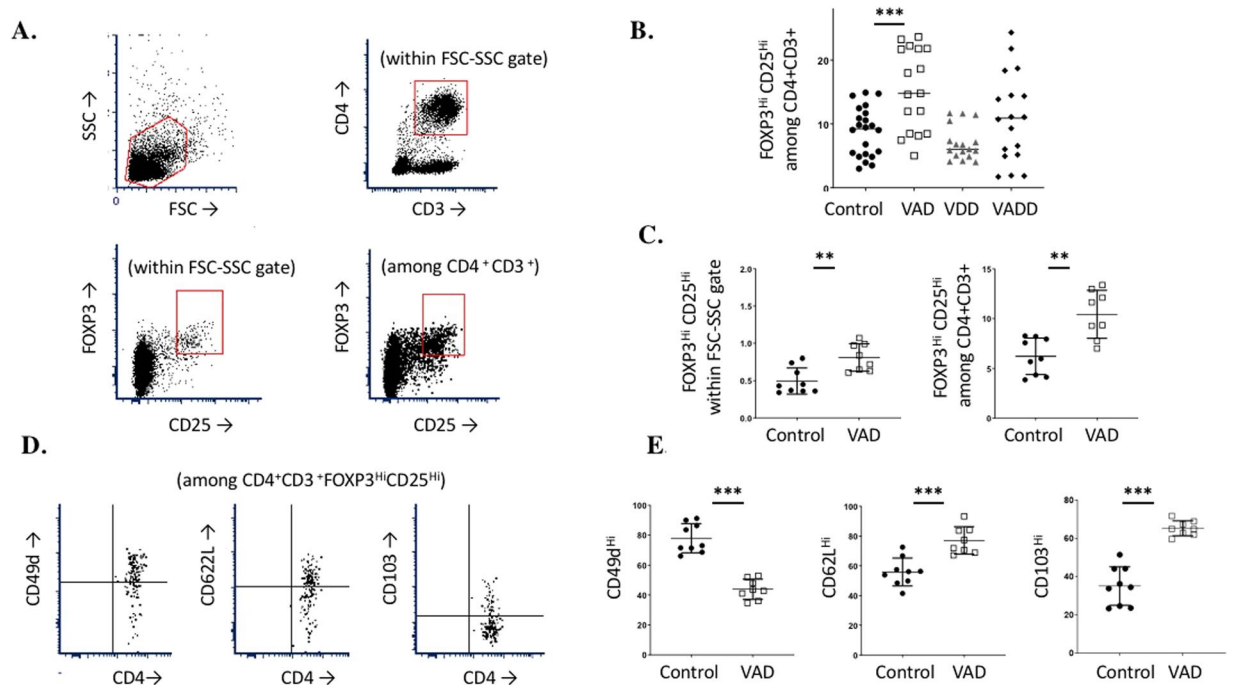 A.
(within FSC-SSC gate)
SSC →
0
FSC →
CD4 →
CD3 →
(within FSC-SSC gate)
FOXP3 →
CD25 →
(among CD4 + CD3 +)
FOXP3 →
CD25 →
B.
***
FOXP3Hi CD25Hi
among CD4+CD3+
20
10
0
Control VAD VDD VADD
C.
**
FOXP3Hi CD25Hi
within FSC-SSC gate
2.0
1.5
1.0
0.5
0.0
Control VAD
**
FOXP3Hi CD25Hi
among CD4+CD3+
15
10
5
0
Control VAD
D.
(among CD4+CD3 +FOXP3HiCD25Hi)
CD49d →
CD4→
CD62L →
CD4 →
CD103 →
CD4 →
E.
***
CD49dHi
100
80
60
40
20
0
Control VAD
***
CD62LHi
100
80
60
40
20
0
Control VAD
***
CD103Hi
80
60
40
20
0
Control VAD